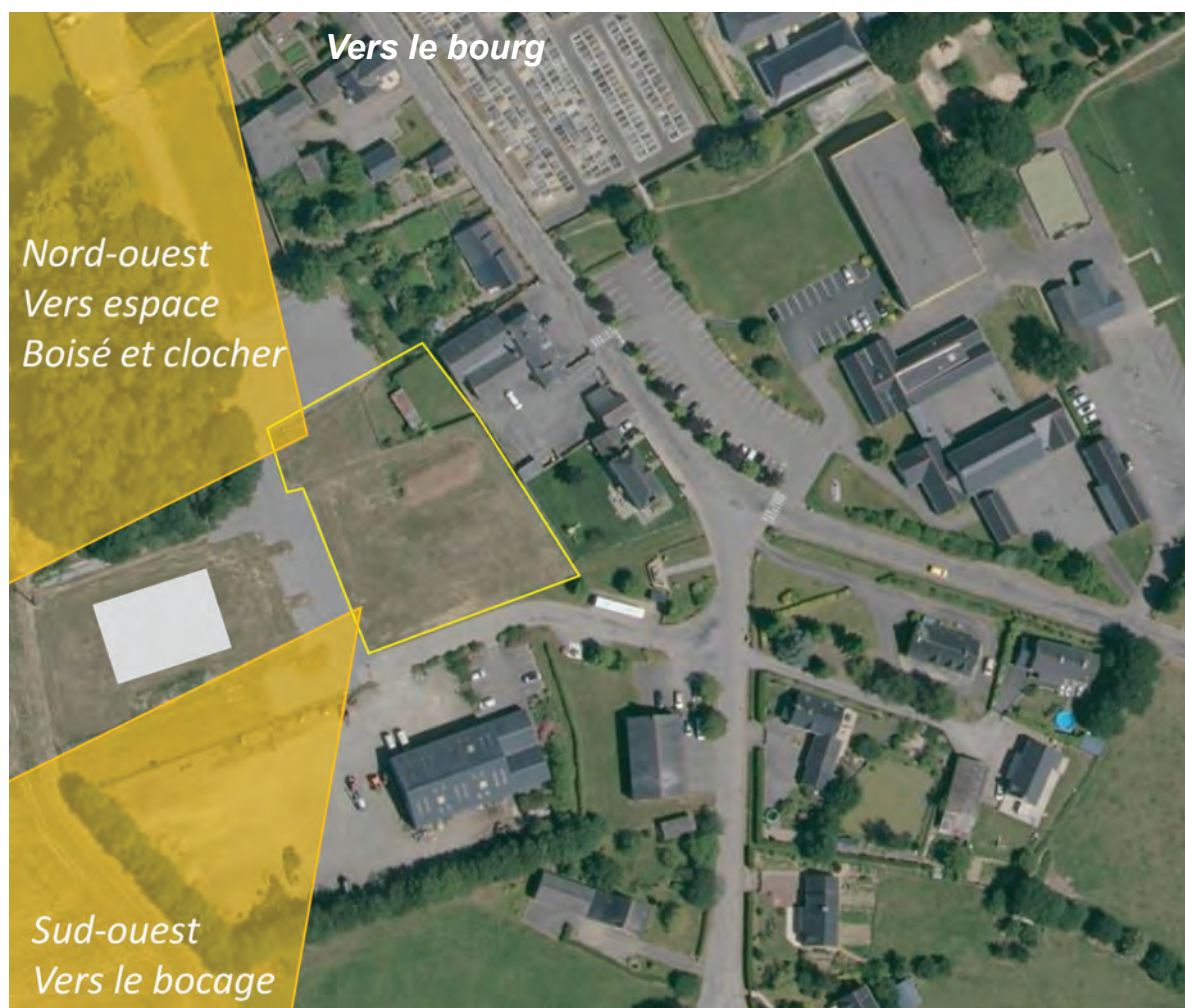 Vers le bourg
Nord-ouest
Vers espace
Boisé et clocher
Sud-ouest
Vers le bocage